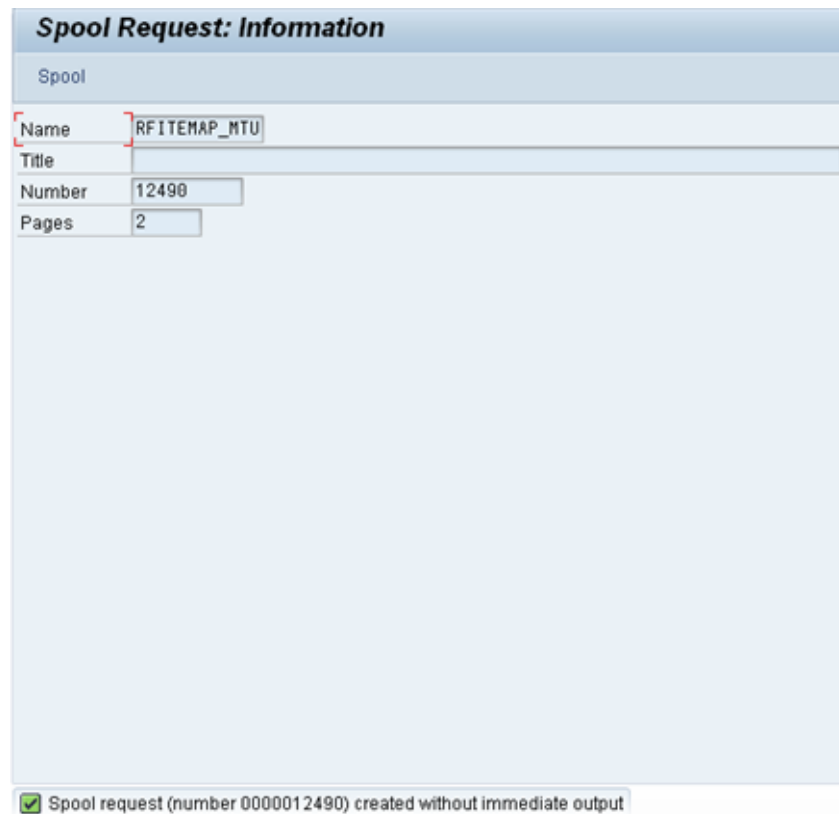 Spool Request: Information
Spool
Name RFITEMAP_MTU
Title
Number 12490
Pages 2
Spool request (number 0000012490) created without immediate output